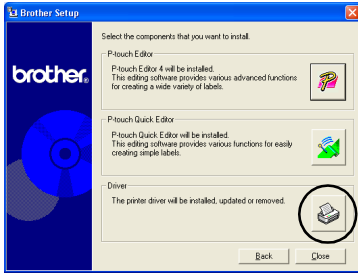 Brother Setup
Select the components that you want to install.
P-touch Editor
P-touch Editor 4 will be installed.
This editing software provides various advanced functions
for creating a wide variety of labels.
brother®
P-touch Quick Editor
P-touch Quick Editor will be installed.
This editing software provides various functions for easily
creating simple labels.
Driver
The printer driver will be installed, updated or removed.
Back
Close